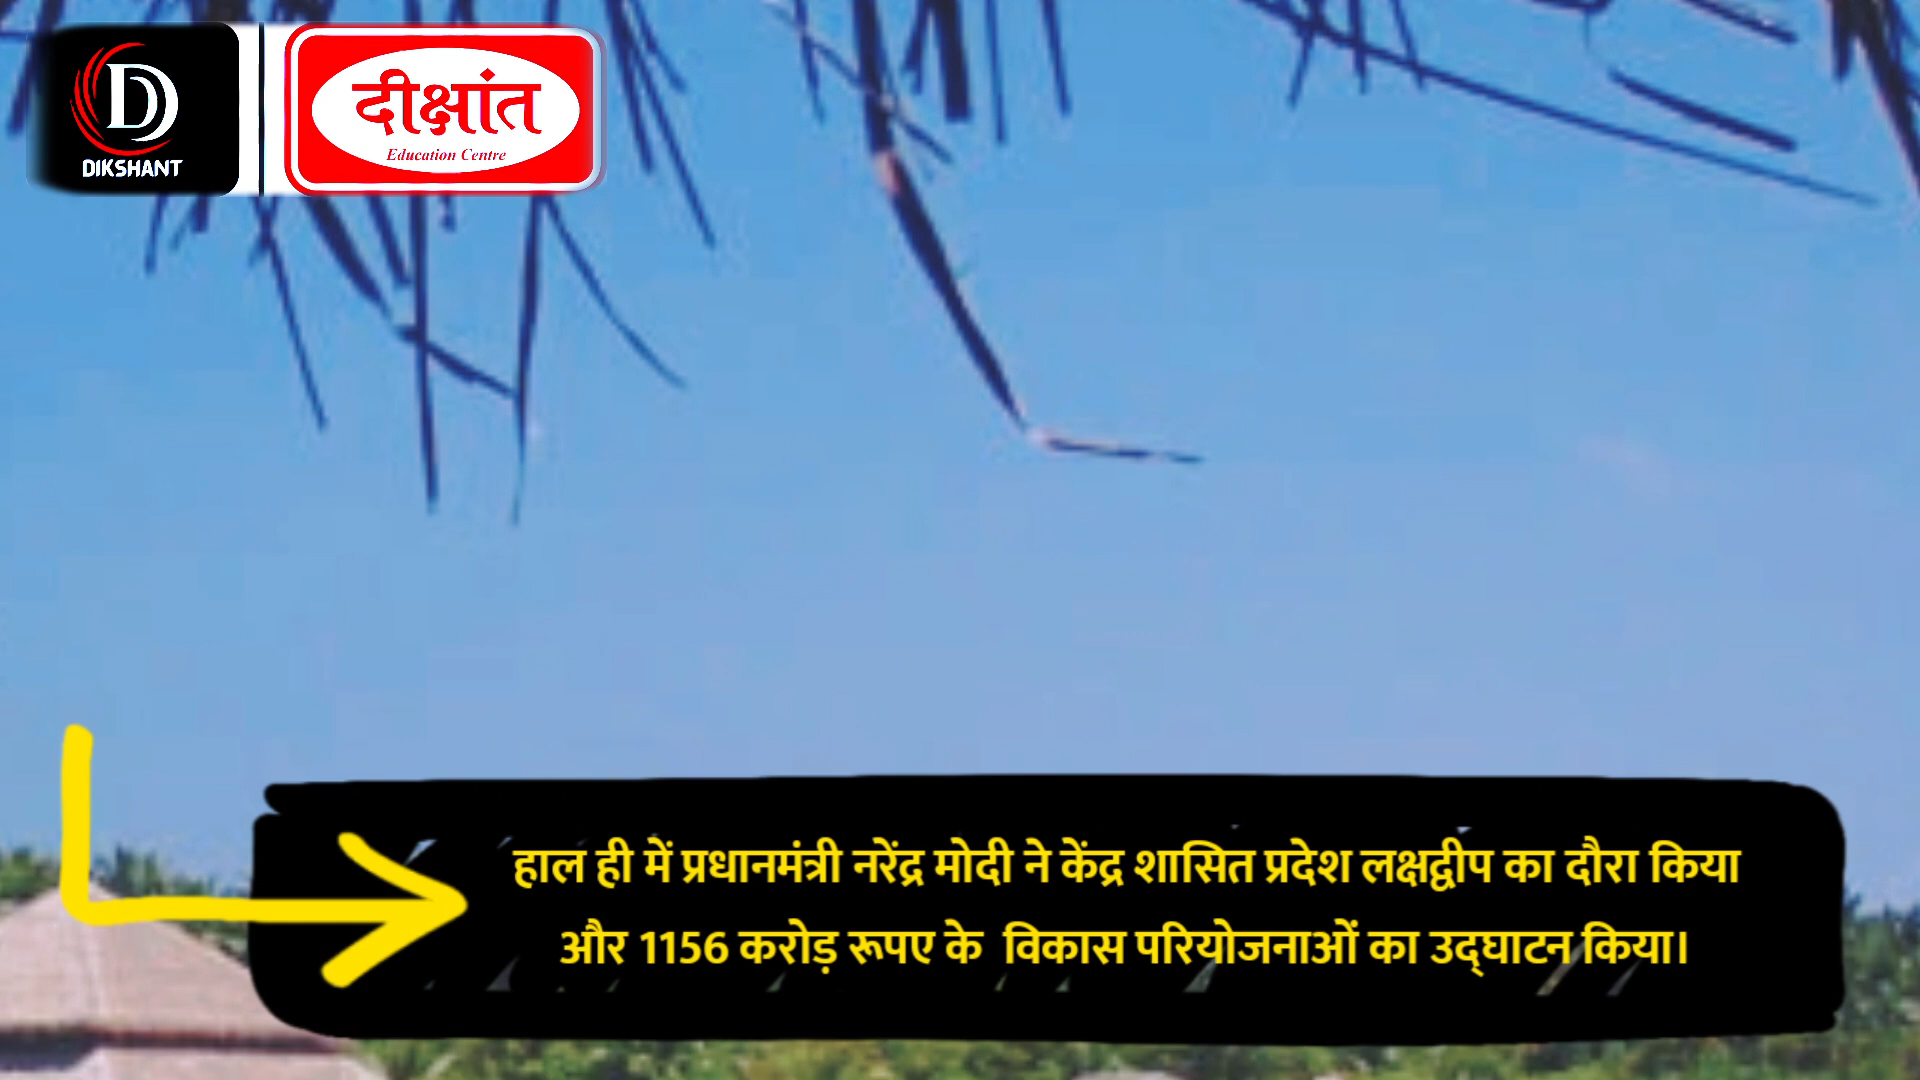 DIKSHANT
दीक्षांत
Education Centre
हाल ही में प्रधानमंत्री नरेंद्र मोदी ने केंद्र शासित प्रदेश लक्षद्वीप का दौरा किया
और 1156 करोड़ रूपए के विकास परियोजनाओं का उद्घाटन किया।